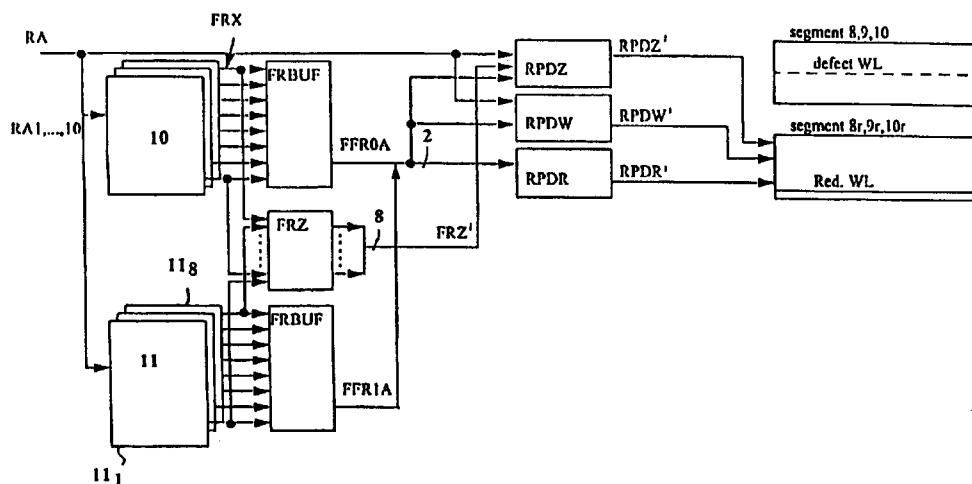 FRX
RA
segment 8,9,10
defect WL
RPDZ'
RPDZ
FRBUF
RA1,...,10
10
FFR0A
2
RPDW
RPDW'
segment 8r,9r,10r
RPDR
RPDR'
Red. WL
FRZ
8
FRZ'
11 8
FRBUF
11
FFR1A
11 1